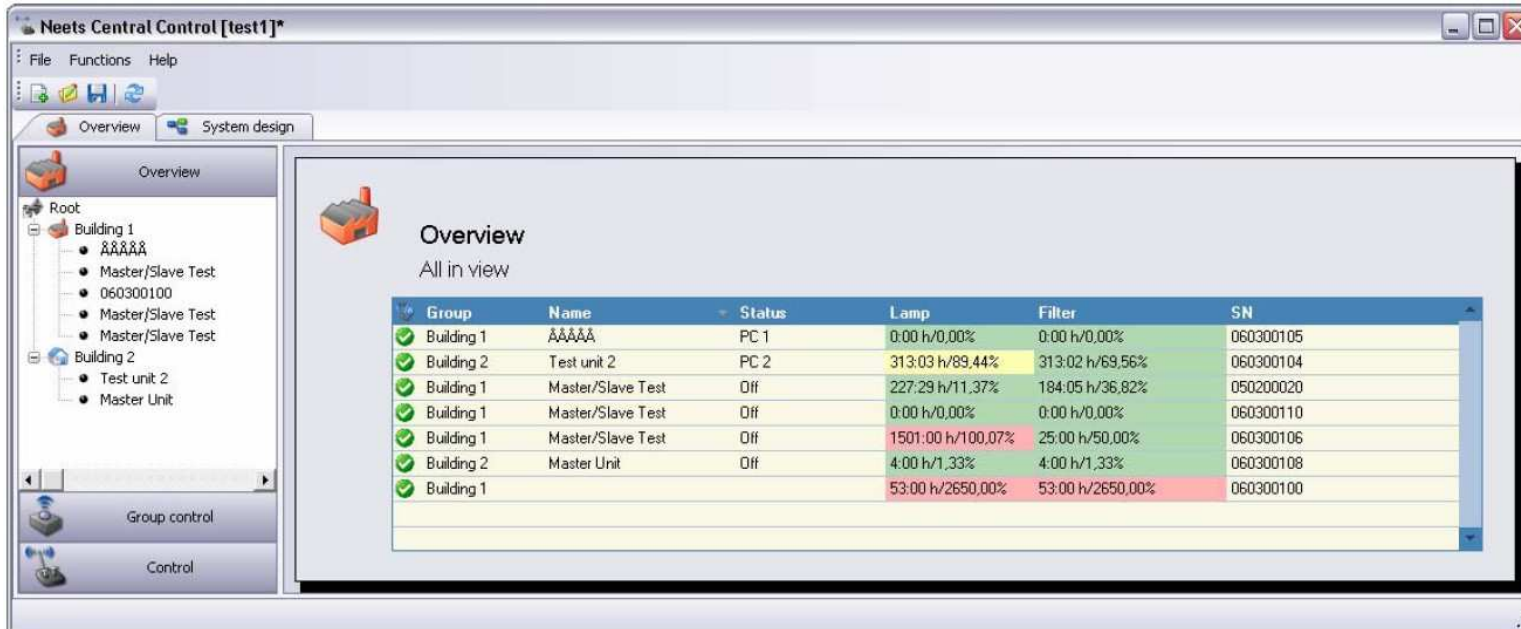 Neets Central Control [test1]*
File Functions Help
Overview System design
Overview
Root
Building 1
ÅÅÅÅÅ
Master/Slave Test
060300100
Master/Slave Test
Master/Slave Test
Building 2
Test unit 2
Master Unit
Group control
Control
Overview
All in view
Group Name Status Lamp Filter SN
Building 1 ÅÅÅÅÅ PC 1 0:00 h/0,00% 0:00 h/0,00% 060300105
Building 2 Test unit 2 PC 2 313:03 h/89,44% 313:02 h/69,56% 060300104
Building 1 Master/Slave Test Off 227:29 h/11,37% 184:05 h/36,82% 050200020
Building 1 Master/Slave Test Off 0:00 h/0,00% 0:00 h/0,00% 060300110
Building 1 Master/Slave Test Off 1501:00 h/100,07% 25:00 h/50,00% 060300106
Building 2 Master Unit Off 4:00 h/1,33% 4:00 h/1,33% 060300108
Building 1 53:00 h/2650,00% 53:00 h/2650,00% 060300100